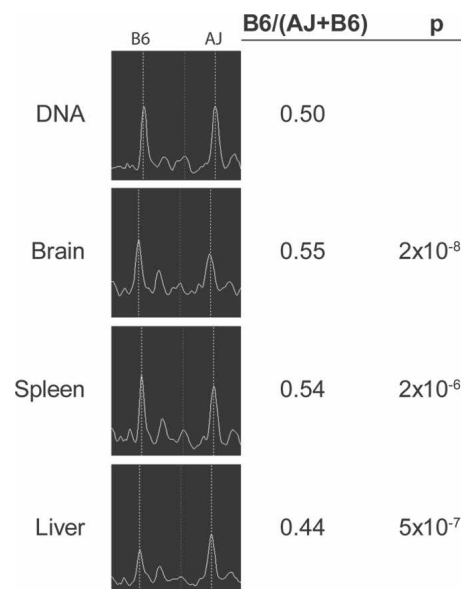 B6 AJ B6/(AJ+B6) p
DNA 0.50
Brain 0.55 2x10⁻⁸
Spleen 0.54 2x10⁻⁶
Liver 0.44 5x10⁻⁷